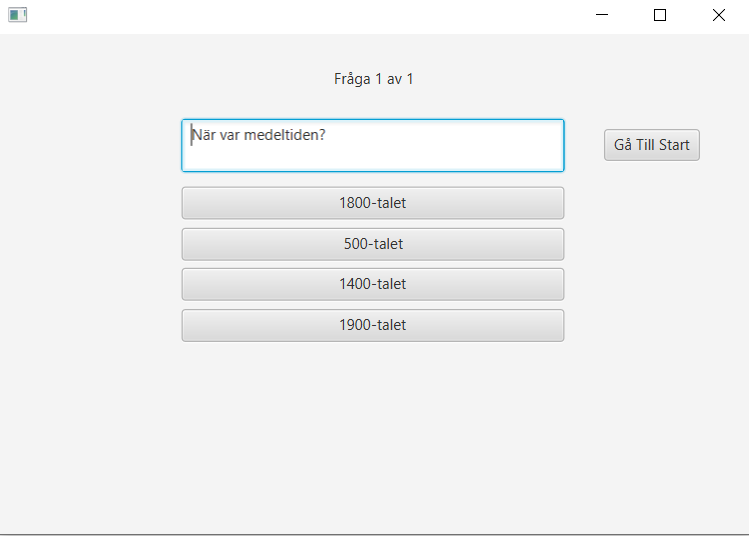 Fråga 1 av 1
När var medeltiden?
Gå Till Start
1800-talet
500-talet
1400-talet
1900-talet